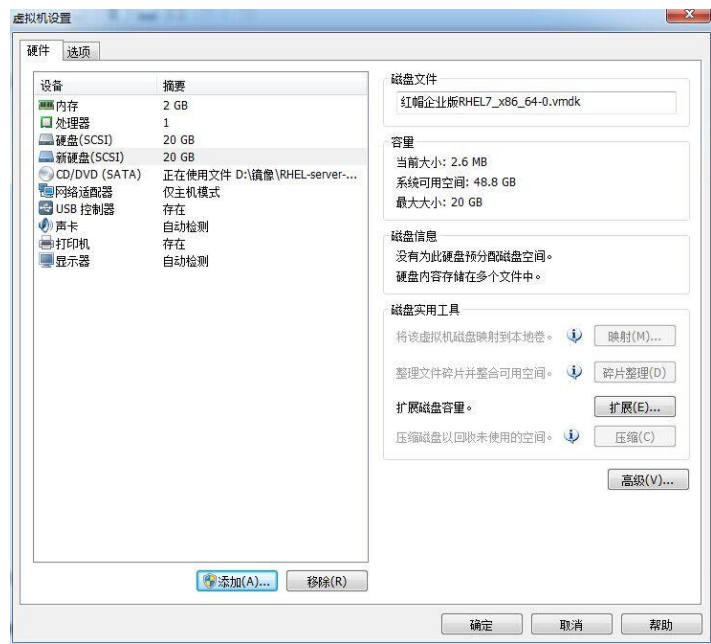 虚拟机设置
硬件 选项
设备 摘要
内存 2 GB
处理器 1
硬盘(SCSI) 20 GB
新硬盘(SCSI) 20 GB
CD/DVD (SATA) 正在使用文件 D:\镜像\RHEL-server-...
网络适配器 仅主机模式
USB 控制器 存在
声卡 自动检测
打印机 存在
显示器 自动检测
添加(A)... 移除(R)
磁盘文件
红帽企业版RHEL7_x86_64-0.vmdk
容量
当前大小: 2.6 MB
系统可用空间: 48.8 GB
最大大小: 20 GB
磁盘信息
没有为此硬盘预分配磁盘空间。
硬盘内容存储在多个文件中。
磁盘实用工具
将该虚拟机磁盘映射到本地卷。 映射(M)...
整理文件碎片并整合可用空间。 碎片整理(D)
扩展磁盘容量。 扩展(E)...
压缩磁盘以回收未使用的空间。 压缩(C)
高级(V)...
确定 取消 帮助